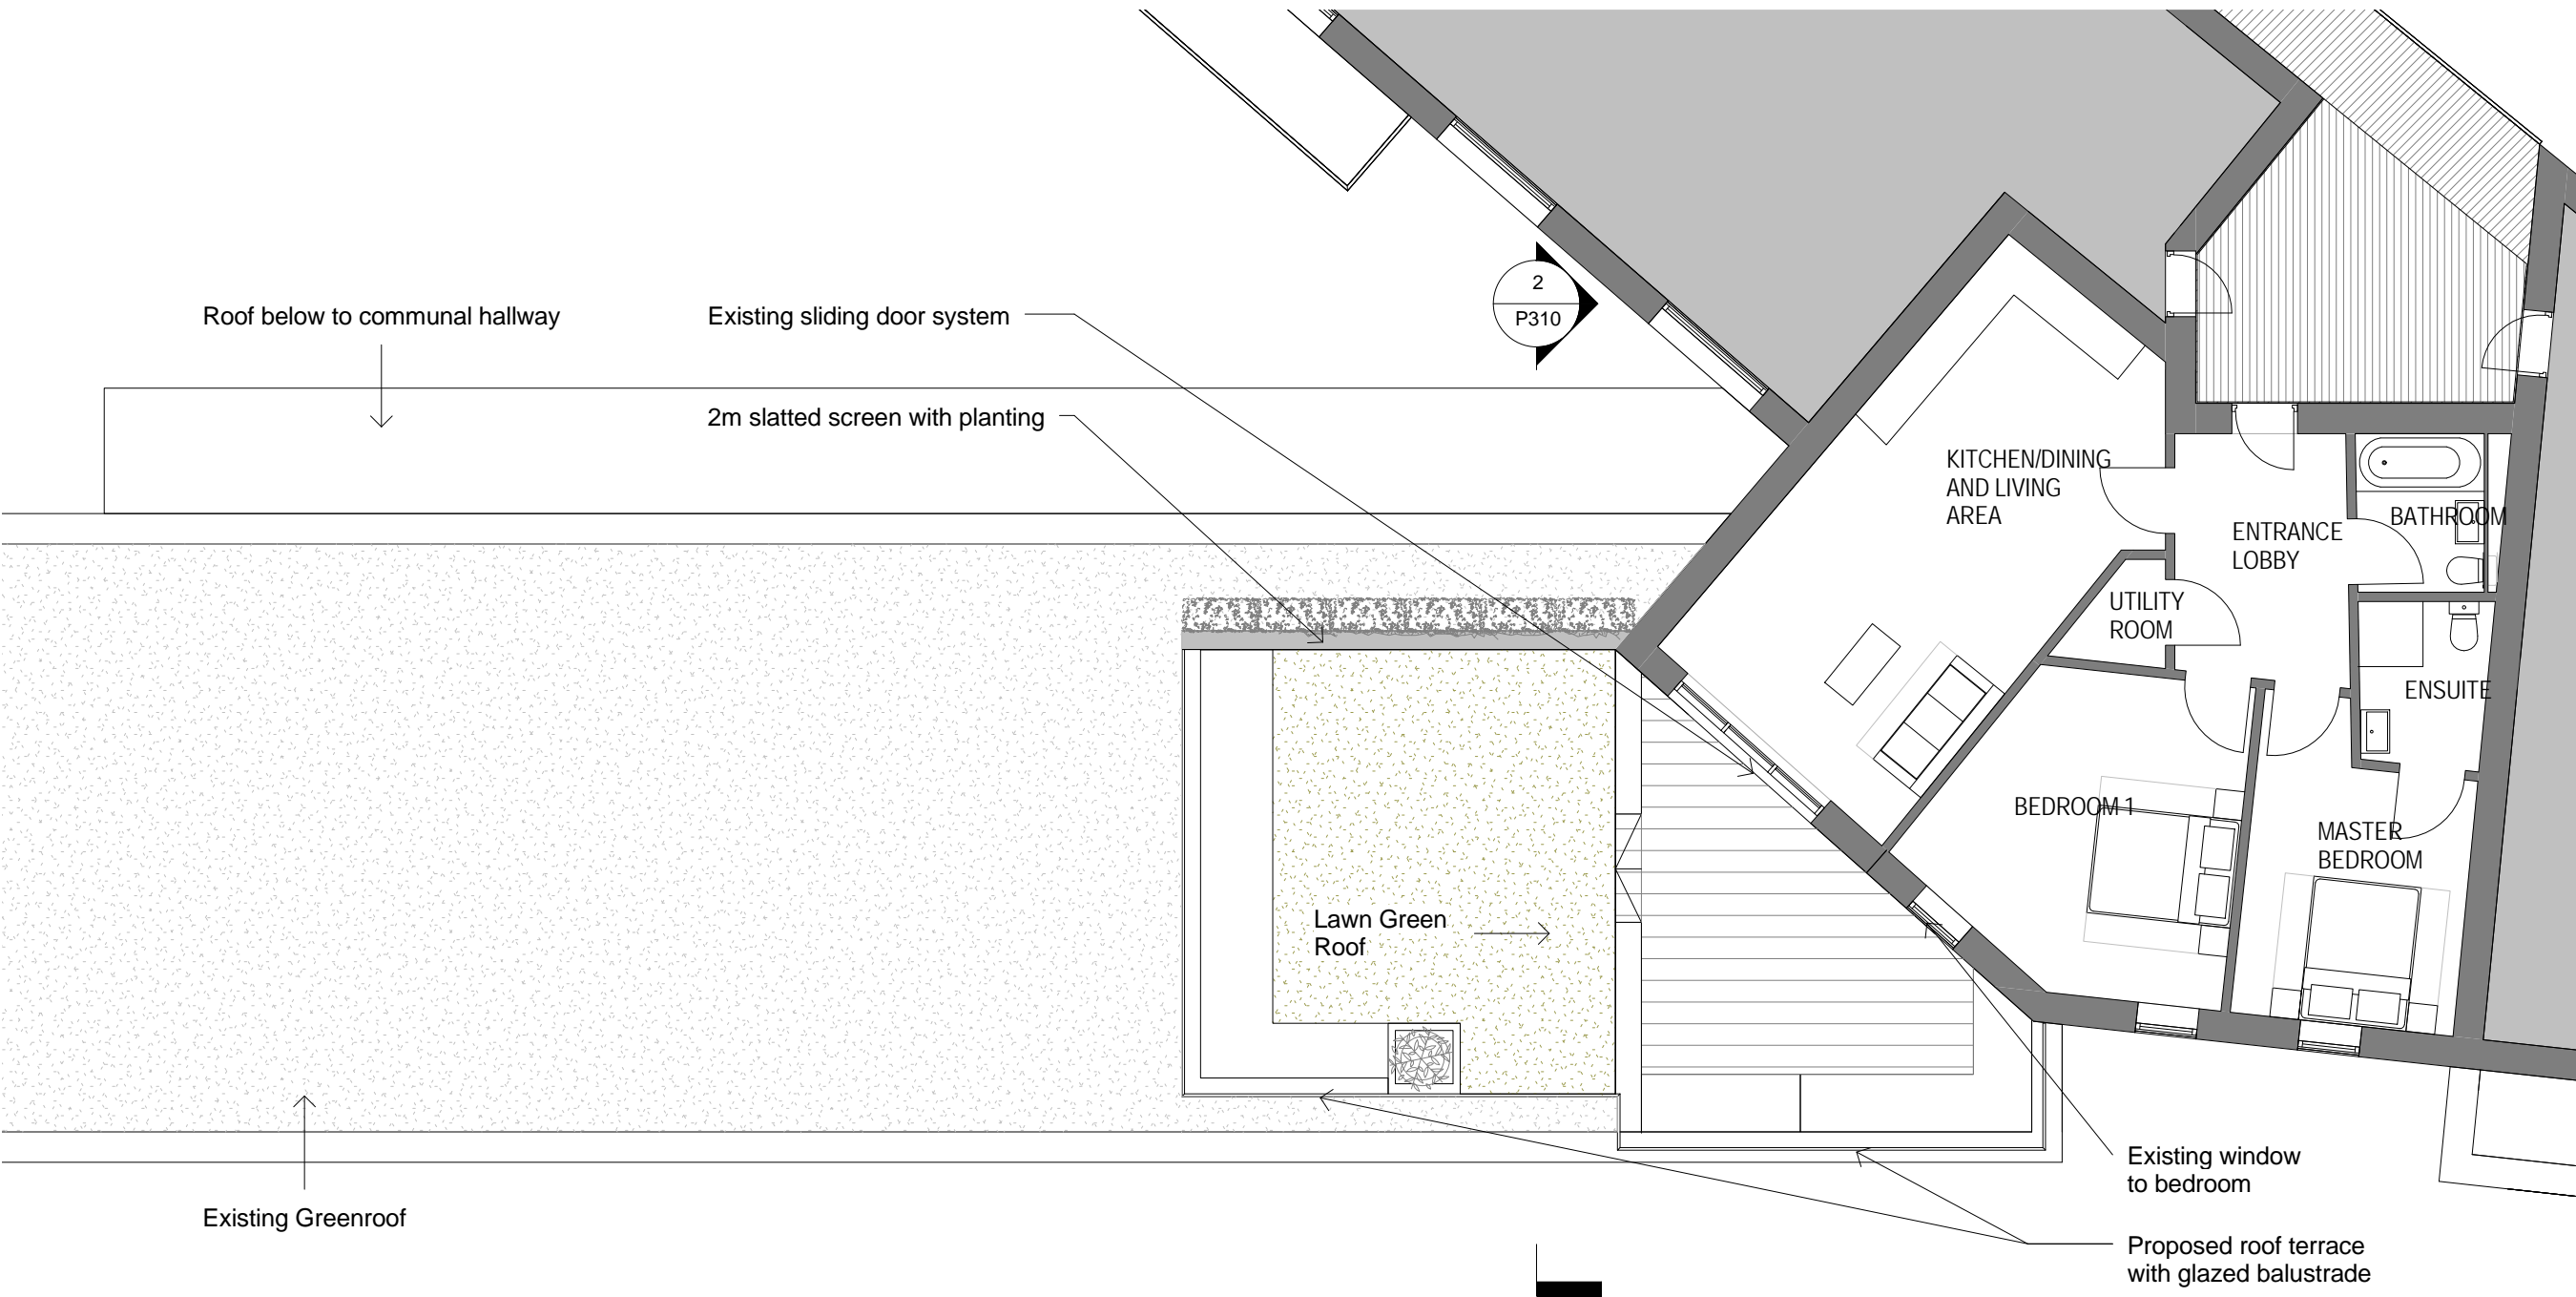 2
P310
Roof below to communal hallway
Existing sliding door system
2m slatted screen with planting
KITCHEN/DINING
AND LIVING
AREA
BATHROOM
ENTRANCE
LOBBY
UTILITY
ROOM
ENSUITE
BEDROOM 1
MASTER
BEDROOM
Lawn Green
Roof
Existing window
to bedroom
Existing Greenroof
Proposed roof terrace
with glazed balustrade